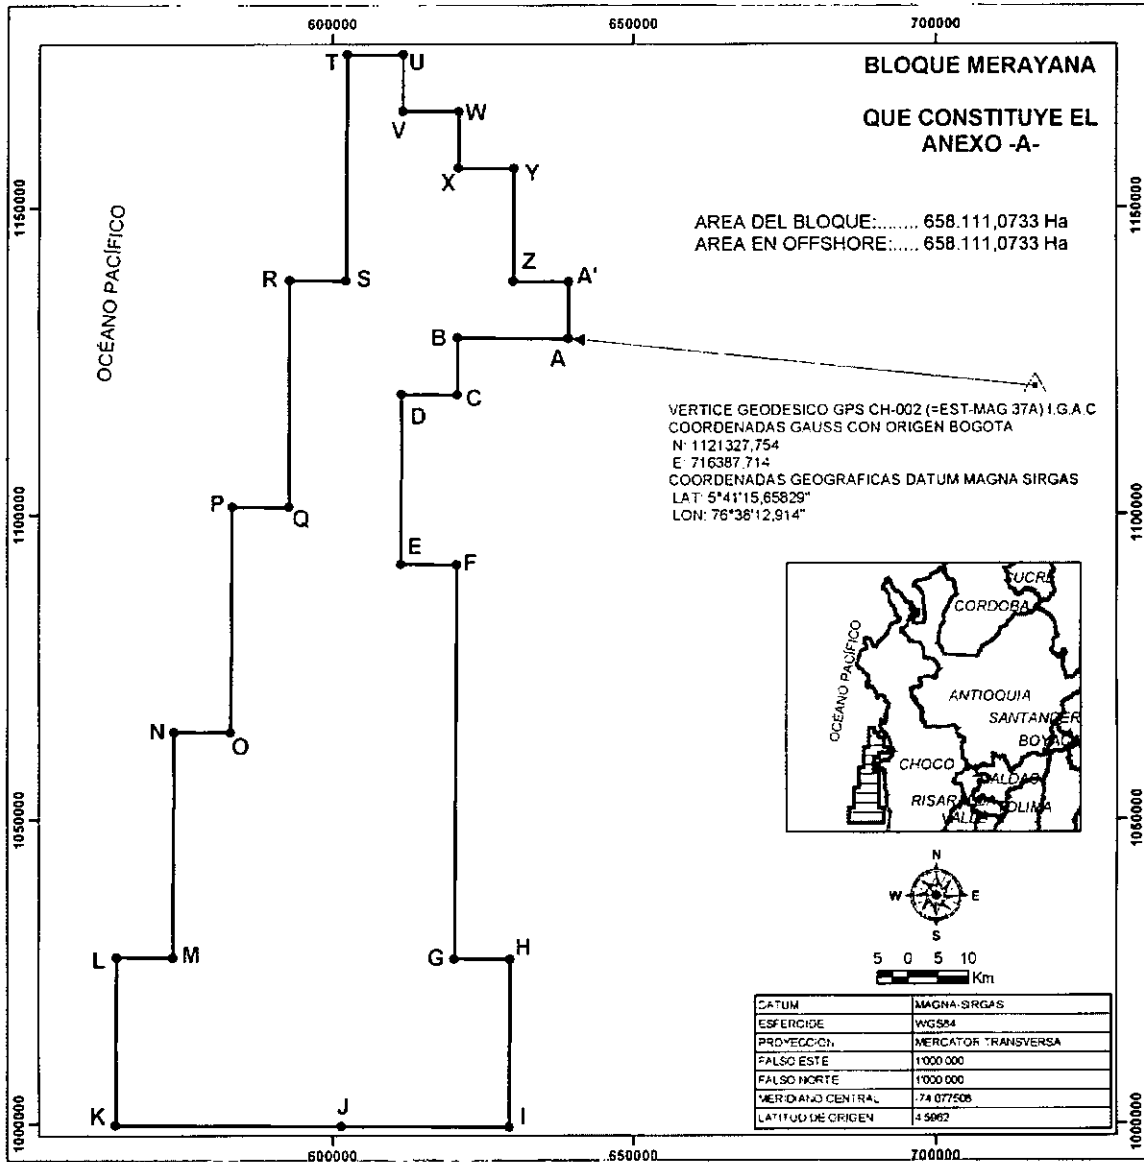 600000
650000
700000
T
U
BLOQUE MERAYANA
V
W
QUE CONSTITUYE EL
ANEXO -A-
X
Y
1150000
OCÉANO PACÍFICO
1150000
AREA DEL BLOQUE:....... 658.111,0733 Ha
AREA EN OFFSHORE:..... 658.111,0733 Ha
R
S
Z
A'
B
A
D
C
VERTICE GEODESICO GPS CH-002 (=EST-MAG 37A) I.G.A.C
COORDENADAS GAUSS CON ORIGEN BOGOTA
N: 1121327,754
E: 716387,714
COORDENADAS GEOGRAFICAS DATUM MAGNA SIRGAS
LAT: 5°41'15,65829"
LON: 76°38'12,914"
P
Q
1100000
1100000
E
F
SUCRE
CORDOBA
OCÉANO PACÍFICO
ANTIOQUIA
SANTANDER
BOYACA
CHOCO
CALDAS
RISARALDA
TOLIMA
VALLE
N
O
1050000
1050000
N
W
E
S
L
M
G
H
5 0 5 10
Km
DATUM MAGNA-SIRGAS
ESFEROIDE WGS84
PROYECCION MERCATOR TRANSVERSA
FALSO ESTE 1'000 000
FALSO NORTE 1'000 000
MERIDIANO CENTRAL -74.077508
LATITUD DE ORIGEN 4.5962
K
J
I
1000000
1000000
600000
650000
700000